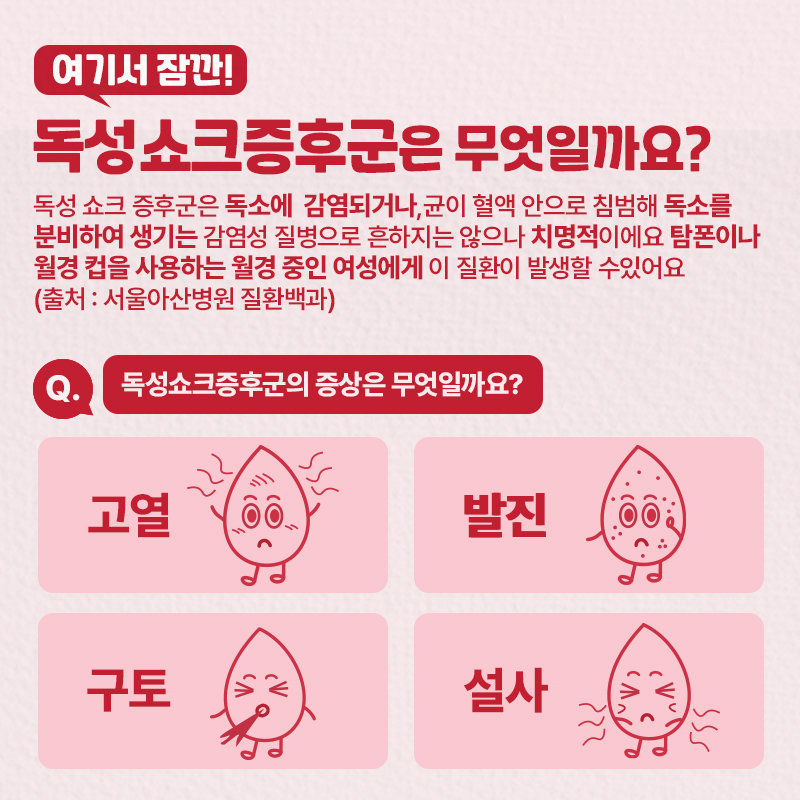 여기서 잠깐!
독성쇼크증후군은 무엇일까요?
독성 쇼크 증후군은 독소에 감염되거나,균이 혈액 안으로 침범해 독소를
분비하여 생기는 감염성 질병으로 흔하지는 않으나 치명적이에요 탐폰이나
월경 컵을 사용하는 월경 중인 여성에게 이 질환이 발생할 수있어요
(출처 : 서울아산병원 질환백과)
Q.
독성쇼크증후군의 증상은 무엇일까요?
고열
발진
구토
설사